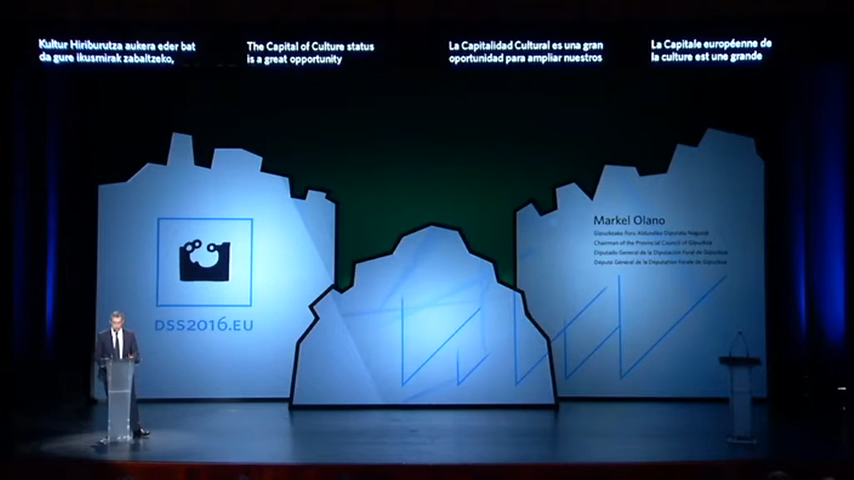 Kultur Hiriburutza aukera eder bat
da gure ikusmirak zabaltzeko,
The Capital of Culture status
is a great opportunity
La Capitalidad Cultural es una gran
oportunidad para ampliar nuestros
La Capitale européenne de
la culture est une grande
DSS2016.EU
Markel Olano
Gipuzkoako Foru Aldundiko Diputatu Nagusia
Chairman of the Provincial Council of Gipuzkoa
Diputado General de la Diputación Foral de Gipuzkoa
Député Général de la Députation Forale de Gipuzkoa